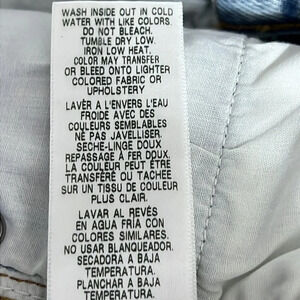 WASH INSIDE OUT IN COLD
WATER WITH LIKE COLORS.
DO NOT BLEACH.
TUMBLE DRY LOW.
IRON LOW HEAT.
COLOR MAY TRANSFER
OR BLEED ONTO LIGHTER
COLORED FABRIC OR
UPHOLSTERY
LAVÈR A L'ENVERS L'EAU
FROIDE AVEC DES
COULEURS SEMBLABLES
NE PAS JAVELLISER.
SECHE-LINGE DOUX
REPASSAGE À FER DOUX.
LA COULEUR PEUT ÊTRE
TRANSFÉRÉ OU TACHÉE
SUR UN TISSU DE COULEUR
PLUS CLAIR.
LAVAR AL REVÉS
EN AQUA FRIA CON
COLORES SIMILARES.
NO USAR BLANQUEADOR.
SECADORA A BAJA
TEMPERATURA.
PLANCHAR A BAJA
TEMPERATURA.